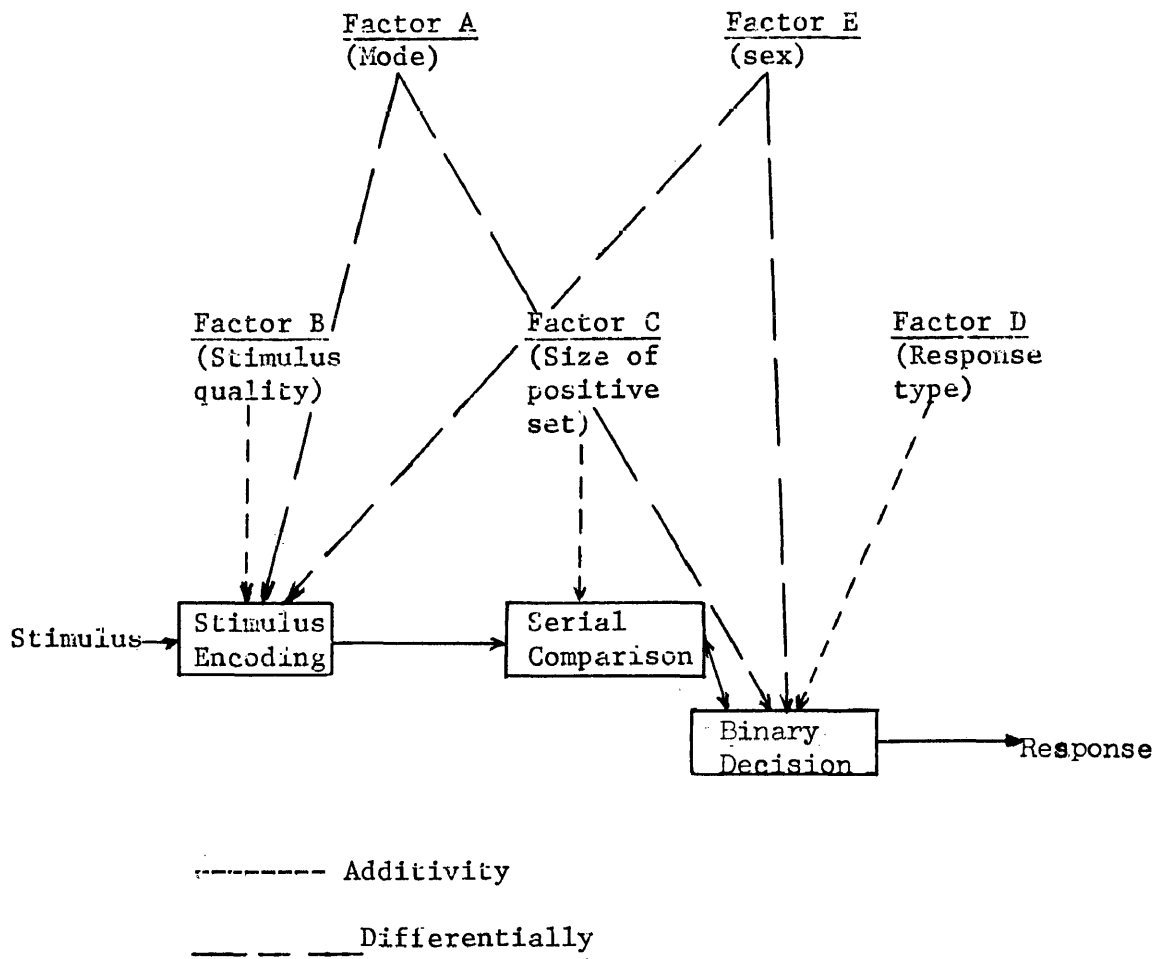 Factor A
(Mode)
Factor E
(sex)
Factor B
(Stimulus
quality)
Factor C
(Size of
positive
set)
Factor D
(Response
type)
Stimulus
Stimulus
Encoding
Serial
Comparison
Binary
Decision
Response
Additivity
Differentially